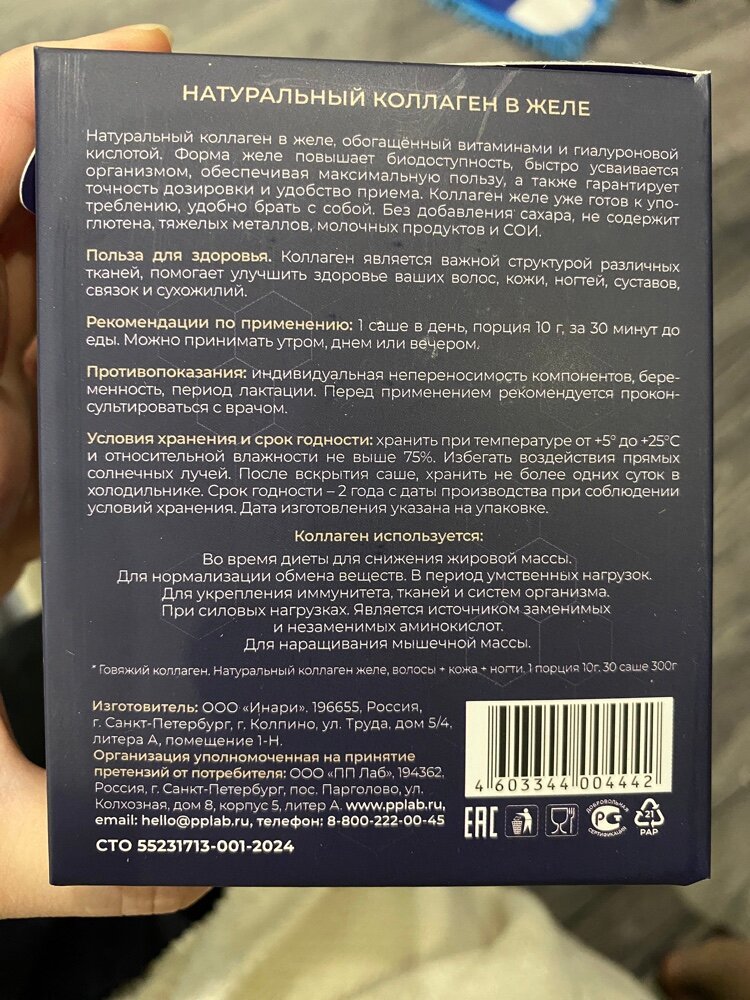 НАТУРАЛЬНЫЙ КОЛЛАГЕН В ЖЕЛЕ
Натуральный коллаген в желе, обогащённый витаминами и гиалуроновой
кислотой. Форма желе повышает биодоступность, быстро усваивается
организмом, обеспечивая максимальную пользу, а также гарантирует
точность дозировки и удобство приема. Коллаген желе уже готов к упо-
треблению, удобно брать с собой. Без добавления сахара, не содержит
глютена, тяжелых металлов, молочных продуктов и СОИ.
Польза для здоровья. Коллаген является важной структурой различных
тканей, помогает улучшить здоровье ваших волос, кожи, ногтей, суставов,
связок и сухожилий.
Рекомендации по применению: 1 саше в день, порция 10 г, за 30 минут до
еды. Можно принимать утром, днем или вечером.
Противопоказания: индивидуальная непереносимость компонентов, бере-
менность, период лактации. Перед применением рекомендуется прокон-
сультироваться с врачом.
Условия хранения и срок годности: хранить при температуре от +5° до +25°C
и относительной влажности не выше 75%. Избегать воздействия прямых
солнечных лучей. После вскрытия саше, хранить не более одних суток в
холодильнике. Срок годности – 2 года с даты производства при соблюдении
условий хранения. Дата изготовления указана на упаковке.
Коллаген используется:
Во время диеты для снижения жировой массы.
Для нормализации обмена веществ. В период умственных нагрузок.
Для укрепления иммунитета, тканей и систем организма.
При силовых нагрузках. Является источником заменимых
и незаменимых аминокислот.
Для наращивания мышечной массы.
* Говяжий коллаген. Натуральный коллаген желе, волосы + кожа + ногти. 1 порция 10г. 30 саше 300г
Изготовитель: ООО «Инари». 196655, Россия,
г. Санкт-Петербург, г. Колпино, ул. Труда, дом 5/4,
литера А, помещение 1-Н.
Организация уполномоченная на принятие
претензий от потребителя: ООО «ПП Лаб», 194362,
Россия, г. Санкт-Петербург, пос. Парголово, ул.
Колхозная, дом 8, корпус 5, литер А. www.pplab.ru,
email: hello@pplab.ru, телефон: 8-800-222-00-45
СТО 55231713-001-2024
4 603344 004442
EAC
ДОБРОВОЛЬНАЯ
РСТ
СЕРТИФИКАЦИЯ
21
PAP